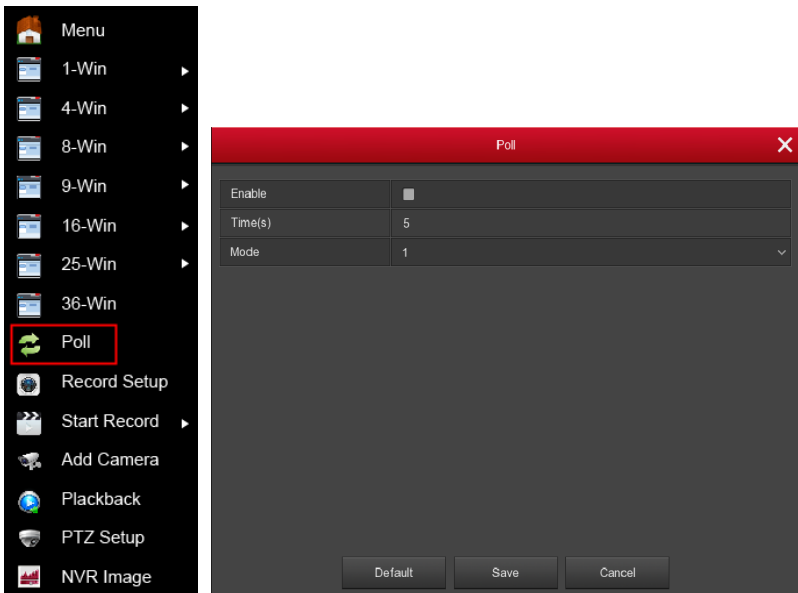 Menu
1-Win
4-Win
8-Win
9-Win
16-Win
25-Win
36-Win
Poll
Record Setup
Start Record
Add Camera
Plackback
PTZ Setup
NVR Image
Poll
Enable
Time(s) 5
Mode 1
Default Save Cancel